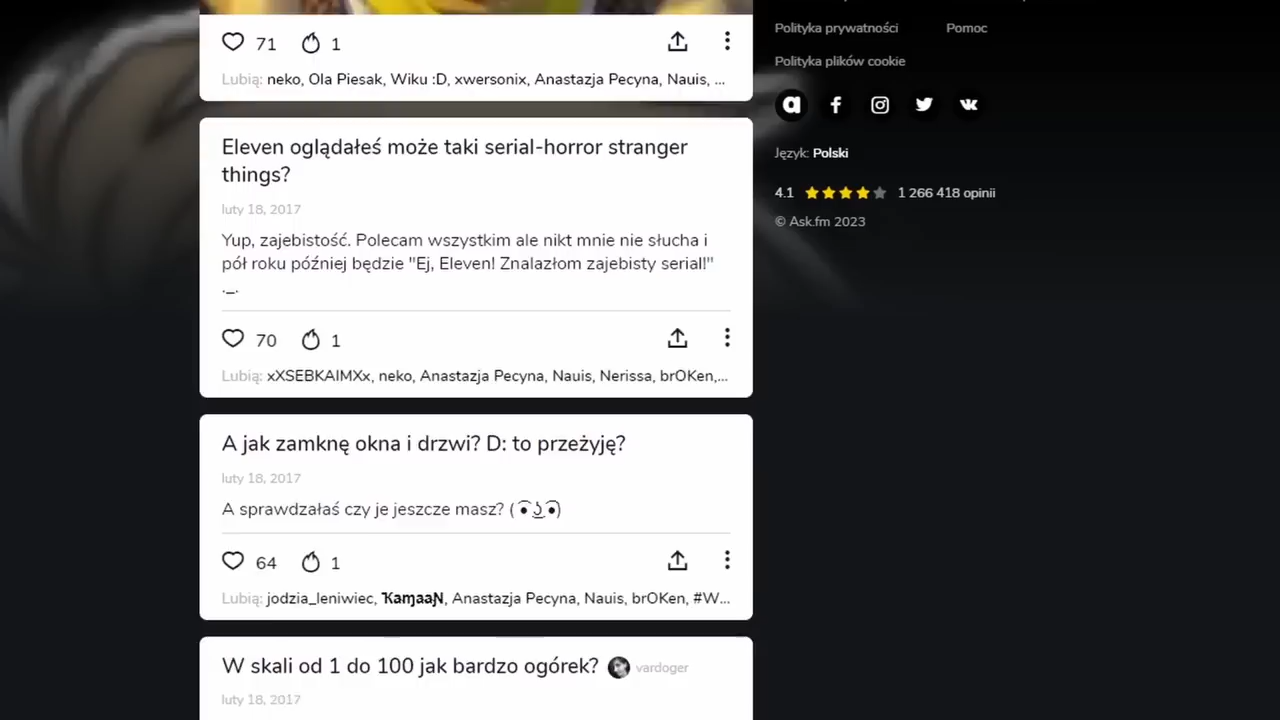 71 1
Lubią: neko, Ola Piesak, Wiku :D, xwersonix, Anastazja Pecyna, Nauis, ...
Eleven oglądałeś może taki serial-horror stranger
things?
luty 18, 2017
Yup, zajebistość. Polecam wszystkim ale nikt mnie nie słucha i
pół roku później będzie "Ej, Eleven! Znalazłom zajebisty serial!"
._.
70 1
Lubią: xXSEBKAIMXx, neko, Anastazja Pecyna, Nauis, Nerissa, brOKen,...
A jak zamknę okna i drzwi? D: to przeżyję?
luty 18, 2017
A sprawdzałaś czy je jeszcze masz? ( ͡• ͜ʖ ͡•)
64 1
Lubią: jodzia_leniwiec, ҠaɱaaƝ, Anastazja Pecyna, Nauis, brOKen, #W...
W skali od 1 do 100 jak bardzo ogórek? vardoger
luty 18, 2017
Polityka prywatności Pomoc
Polityka plików cookie
Język: Polski
4.1 1 266 418 opinii
© Ask.fm 2023